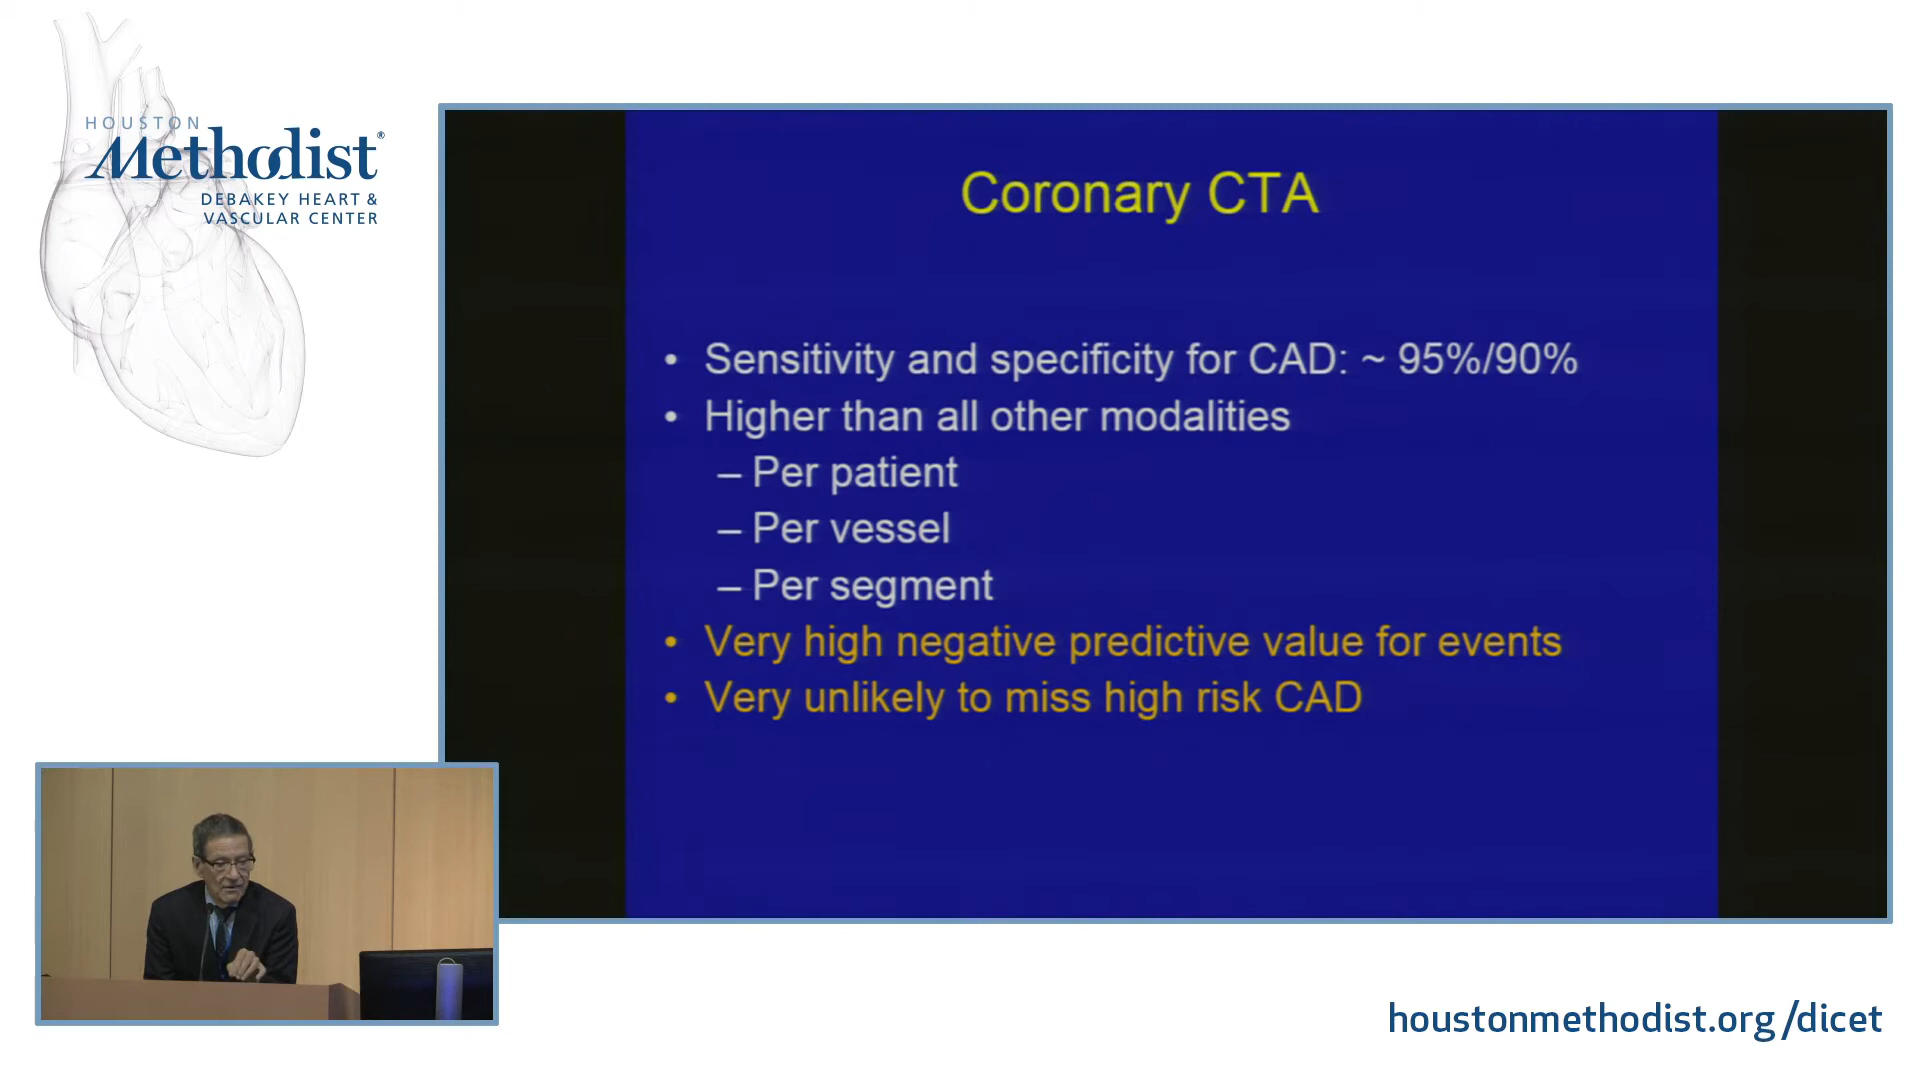 HOUSTON
Methodist®
DEBAKEY HEART &
VASCULAR CENTER
Coronary CTA
• Sensitivity and specificity for CAD: ~ 95%/90%
• Higher than all other modalities
– Per patient
– Per vessel
– Per segment
• Very high negative predictive value for events
• Very unlikely to miss high risk CAD
houstonmethodist.org/dicet